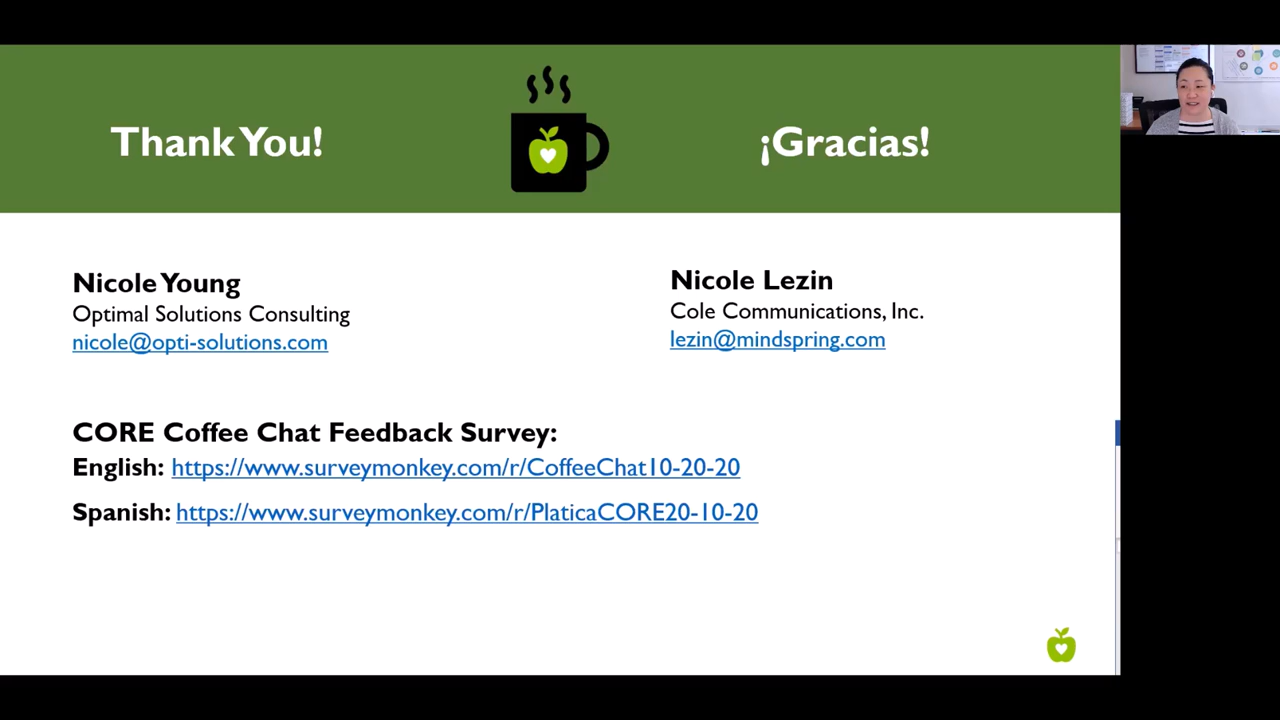 Thank You!
¡Gracias!
Nicole Young
Optimal Solutions Consulting
nicole@opti-solutions.com
Nicole Lezin
Cole Communications, Inc.
lezin@mindspring.com
CORE Coffee Chat Feedback Survey:
English: https://www.surveymonkey.com/r/CoffeeChat10-20-20
Spanish: https://www.surveymonkey.com/r/PlaticaCORE20-10-20